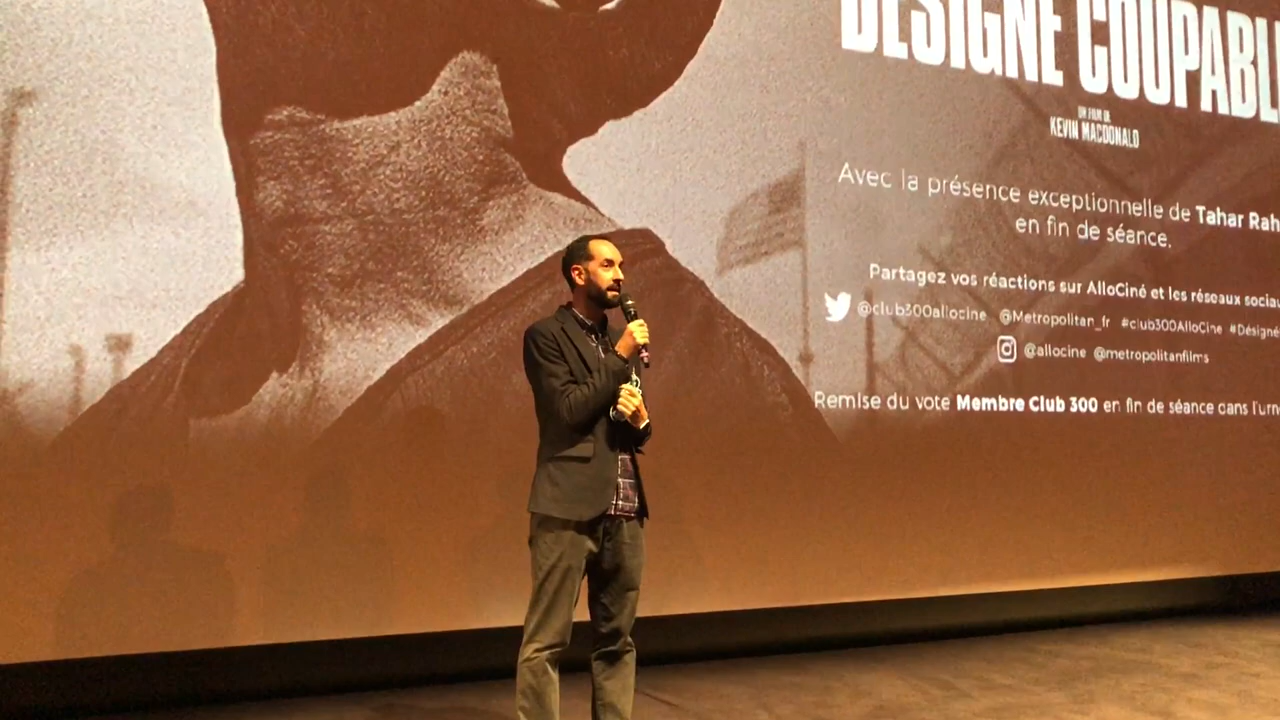 DÉSIGNÉ COUPABL
UN FILM DE
KEVIN MACDONALD
Avec la présence exceptionnelle de Tahar Rah
en fin de séance.
Partagez vos réactions sur AlloCiné et les réseaux sociau
@club300allocine @Metropolitan_fr #club300AlloCine #Désigné
@allocine @metropolitanfilms
Remise du vote Membre Club 300 en fin de séance dans l'urn